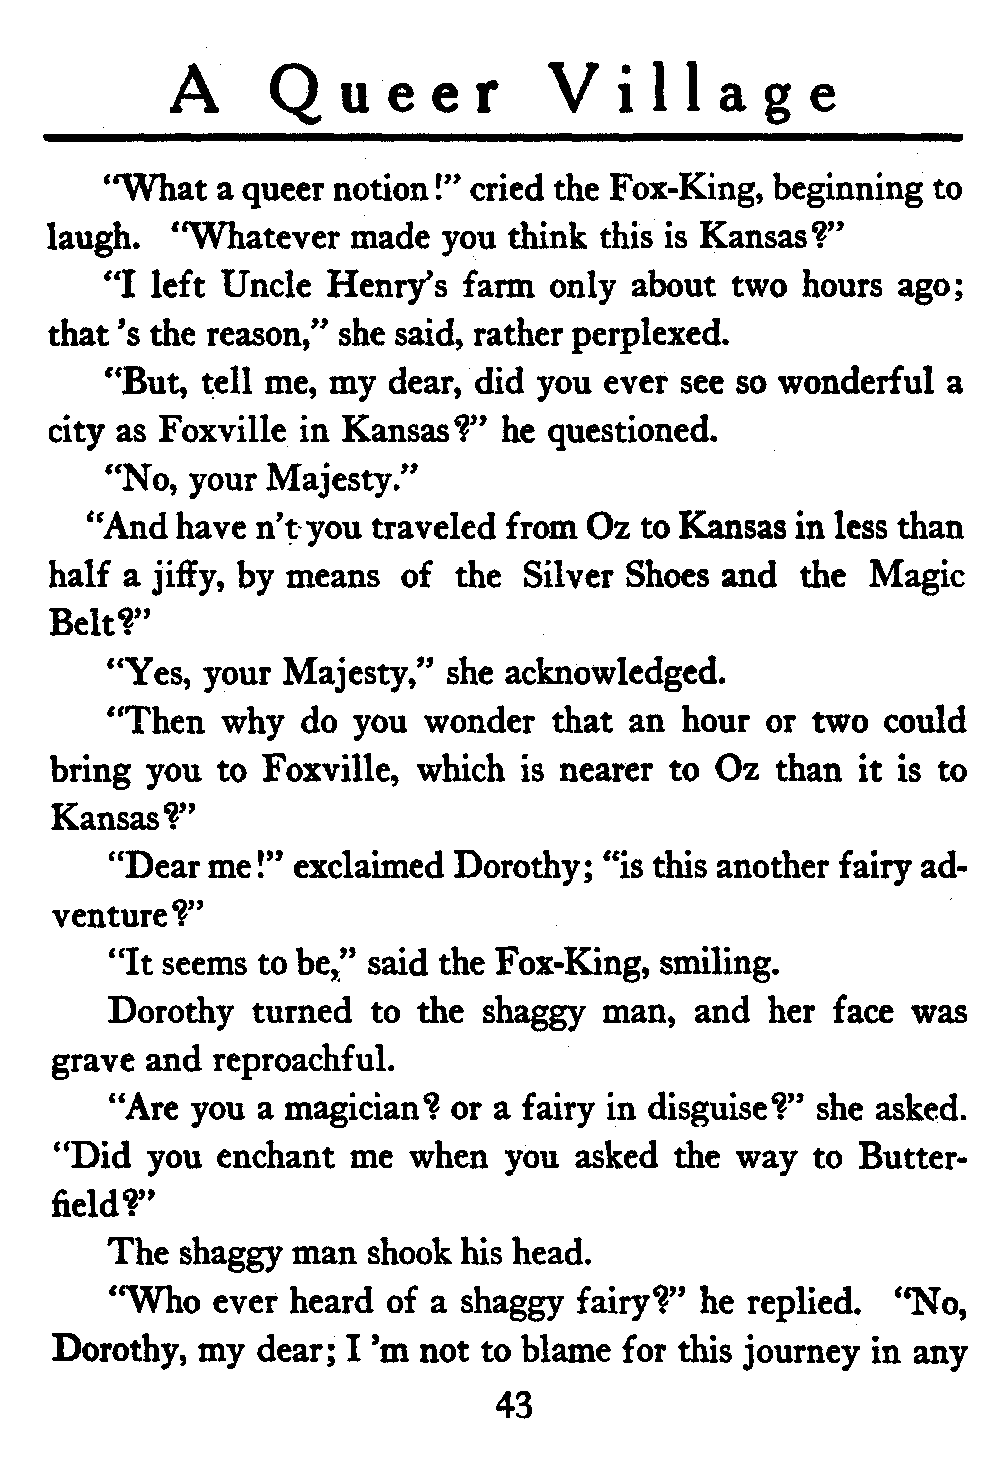 A Queer Village
“What a queer notion!” cried the Fox-King, beginning to
laugh. “Whatever made you think this is Kansas?”
“I left Uncle Henry’s farm only about two hours ago;
that ’s the reason,” she said, rather perplexed.
“But, tell me, my dear, did you ever see so wonderful a
city as Foxville in Kansas?” he questioned.
“No, your Majesty.”
“And have n’t you traveled from Oz to Kansas in less than
half a jiffy, by means of the Silver Shoes and the Magic
Belt?”
“Yes, your Majesty,” she acknowledged.
“Then why do you wonder that an hour or two could
bring you to Foxville, which is nearer to Oz than it is to
Kansas?”
“Dear me!” exclaimed Dorothy; “is this another fairy ad-
venture?”
“It seems to be,” said the Fox-King, smiling.
Dorothy turned to the shaggy man, and her face was
grave and reproachful.
“Are you a magician? or a fairy in disguise?” she asked.
“Did you enchant me when you asked the way to Butter-
field?”
The shaggy man shook his head.
“Who ever heard of a shaggy fairy?” he replied. “No,
Dorothy, my dear; I ’m not to blame for this journey in any
43